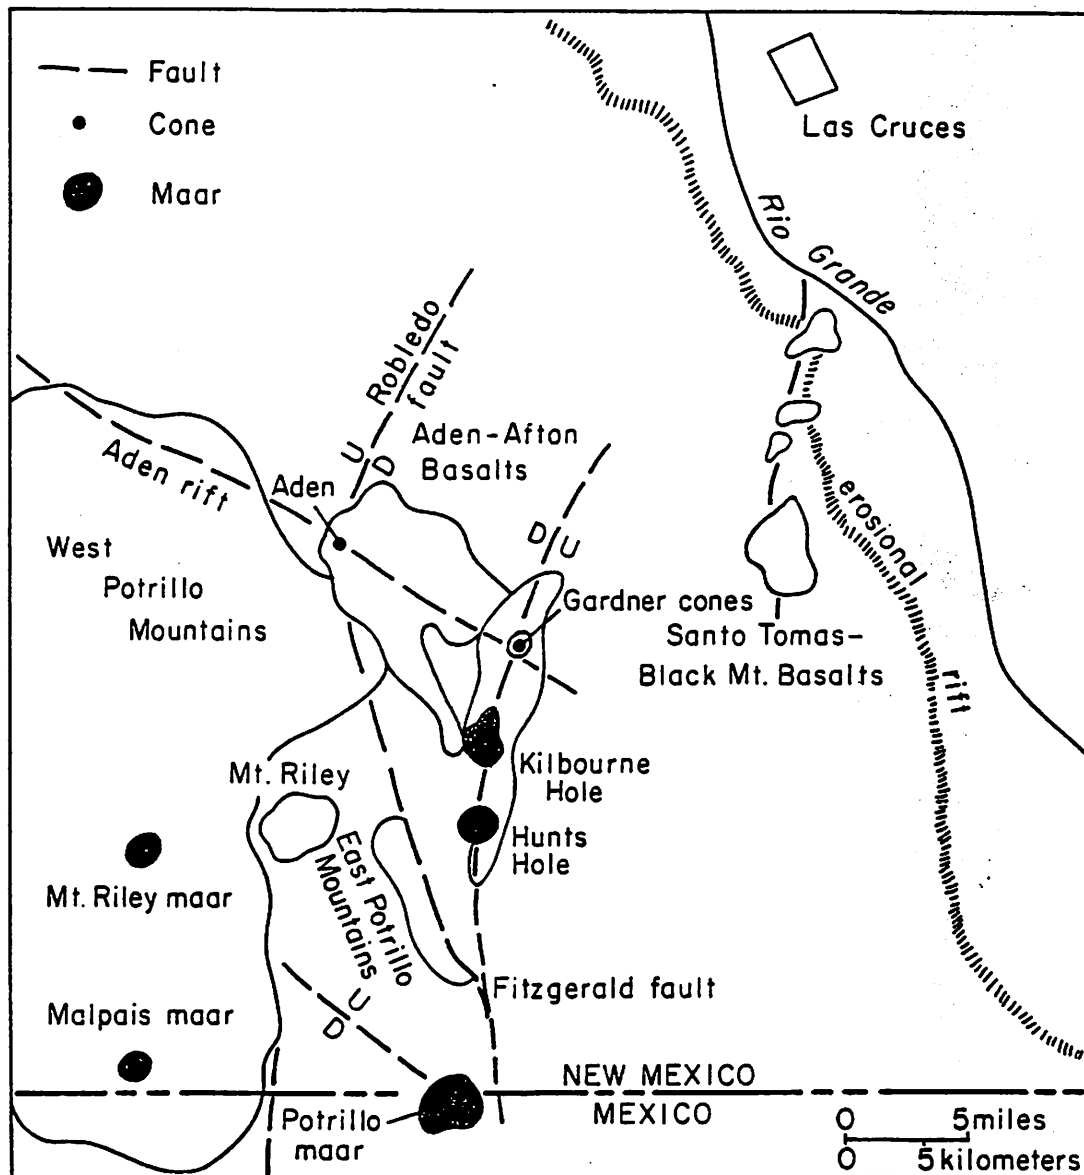 Fault
Cone
Maar
Las Cruces
Rio Grande
Robledo
fault
U
D
Aden-Afton
Basalts
Aden rift
Aden
D U
erosional
rift
West
Potrillo
Mountains
Gardner cones
Santo Tomas-
Black Mt. Basalts
Kilbourne
Hole
Mt. Riley
Hunts
Hole
East Potrillo
Mountains
Mt. Riley maar
U
D
Fitzgerald fault
Malpais maar
NEW MEXICO
MEXICO
Potrillo
maar
0 5 miles
0 5 kilometers